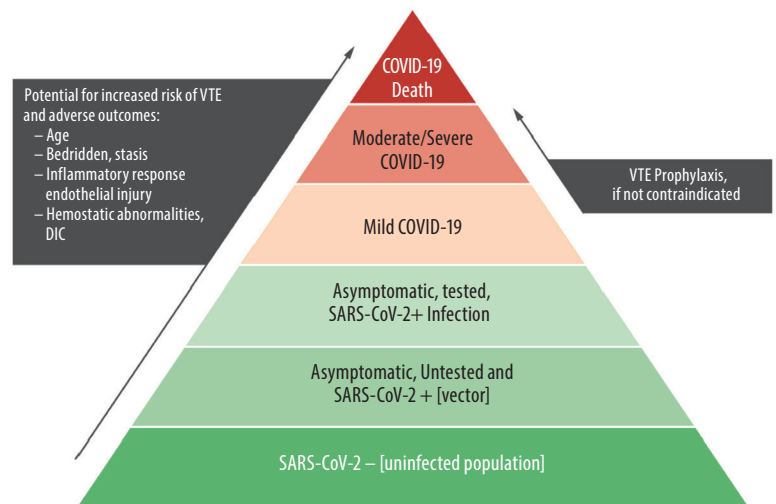 COVID-19
Death
Potential for increased risk of VTE
and adverse outcomes:
– Age
– Bedridden, stasis
– Inflammatory response
endothelial injury
– Hemostatic abnormalities,
DIC
Moderate/Severe
COVID-19
VTE Prophylaxis,
if not contraindicated
Mild COVID-19
Asymptomatic, tested,
SARS-CoV-2+ Infection
Asymptomatic, Untested and
SARS-CoV-2 + [vector]
SARS-CoV-2 – [uninfected population]